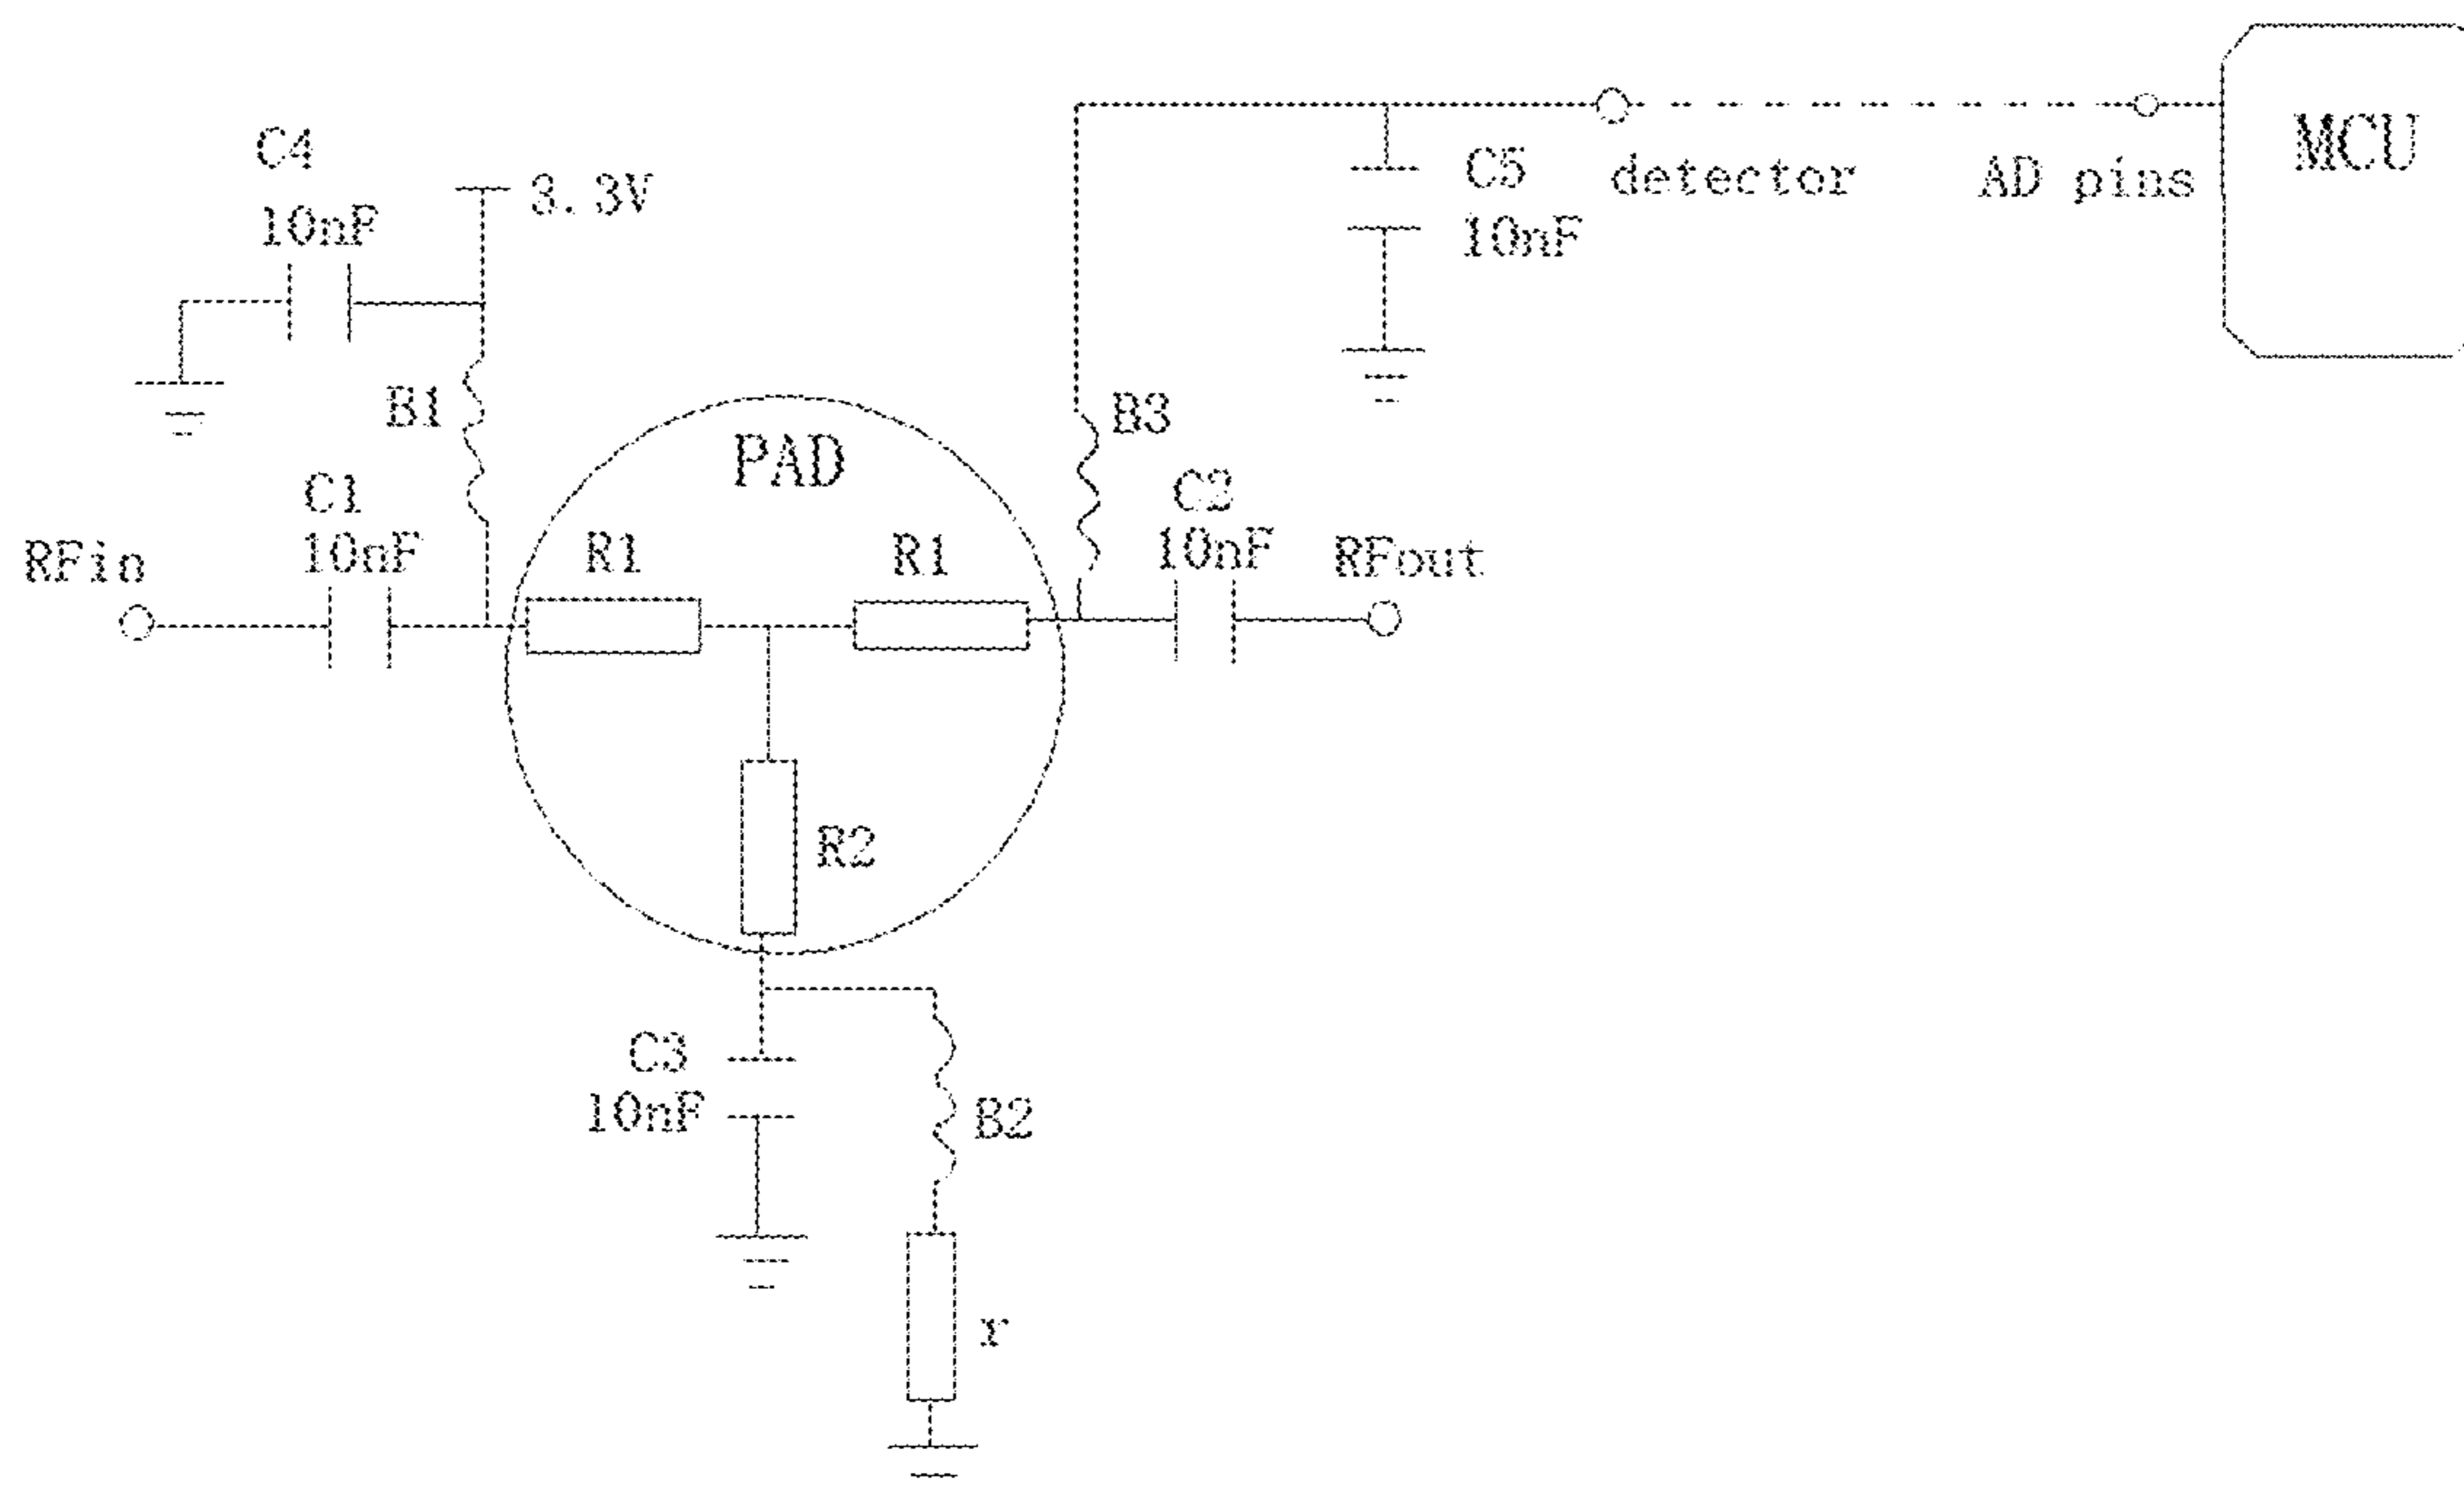 C4
10nF
3.3V
B1
C1
10nF
RFin
PAD
R1
R1
R2
B3
C2
10nF
RFout
C5
10nF
detector
AD pins
MCU
C3
10nF
B2
r